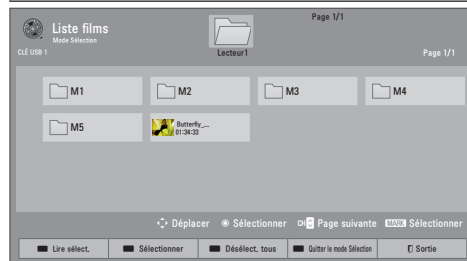 Page 1/1
Liste films
Mode Sélection
CLÉ USB 1
Lecteur1
Page 1/1
M1
M2
M3
M4
M5
Butterfly_...
01:34:33
Déplacer
Sélectionner
CH Page suivante
MARK Sélectionner
Lire sélect.
Sélectionner
Désélect. tous
Quitter le mode Sélection
Sortie